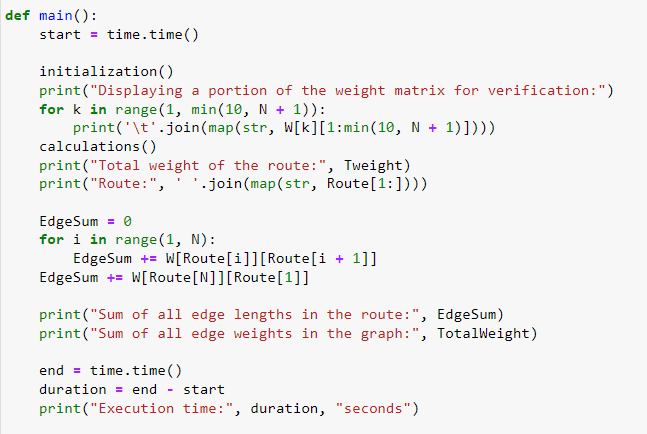 def main():
    start = time.time()

    initialization()
    print("Displaying a portion of the weight matrix for verification:")
    for k in range(1, min(10, N + 1)):
        print('\t'.join(map(str, W[k][1:min(10, N + 1)])))
    calculations()
    print("Total weight of the route:", Tweight)
    print("Route:", ' '.join(map(str, Route[1:])))

    EdgeSum = 0
    for i in range(1, N):
        EdgeSum += W[Route[i]][Route[i + 1]]
    EdgeSum += W[Route[N]][Route[1]]

    print("Sum of all edge lengths in the route:", EdgeSum)
    print("Sum of all edge weights in the graph:", TotalWeight)

    end = time.time()
    duration = end - start
    print("Execution time:", duration, "seconds")